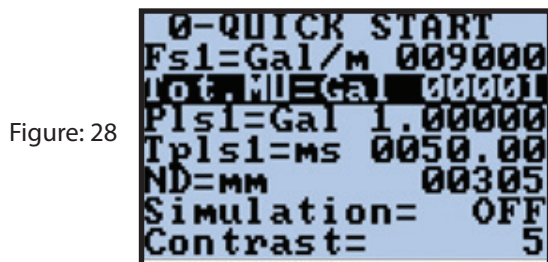 Figure: 28
0-QUICK START
Fs1=Gal/m 009000
Tot.MU=Gal 00001
Pls1=Gal 1.00000
Tpls1=ms 0050.00
ND=mm 00305
Simulation= OFF
Contrast= 5